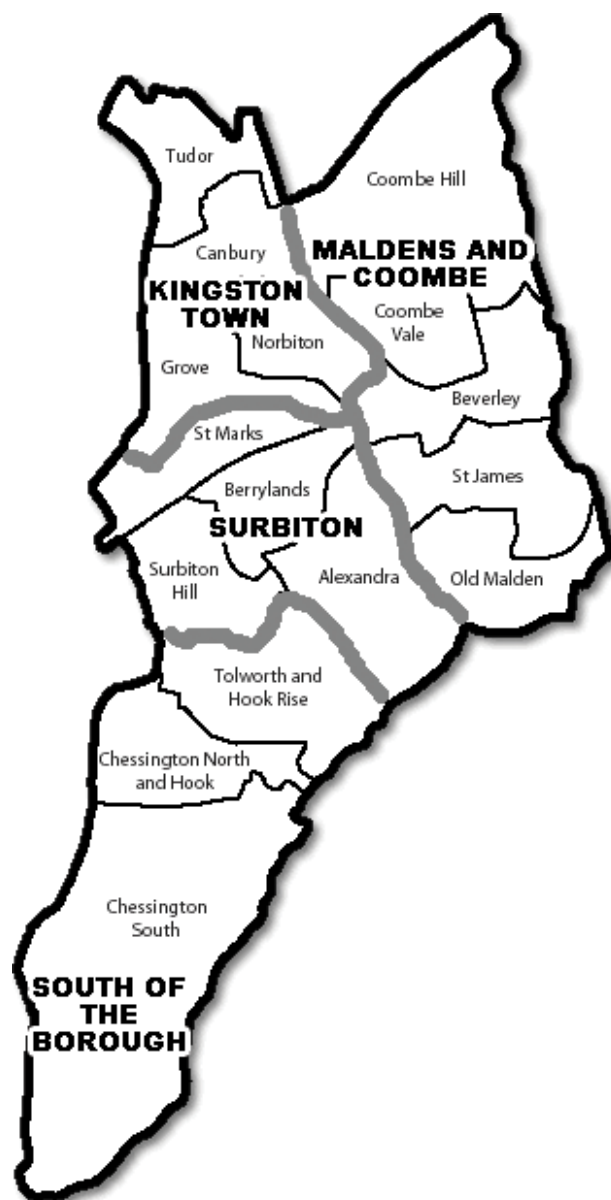 Tudor
Coombe Hill
Canbury
MALDENS AND
COOMBE
KINGSTON
TOWN
Coombe
Vale
Norbiton
Grove
Beverley
St Marks
St James
Berrylands
SURBITON
Surbiton
Hill
Alexandra
Old Malden
Tolworth and
Hook Rise
Chessington North
and Hook
Chessington
South
SOUTH OF
THE
BOROUGH